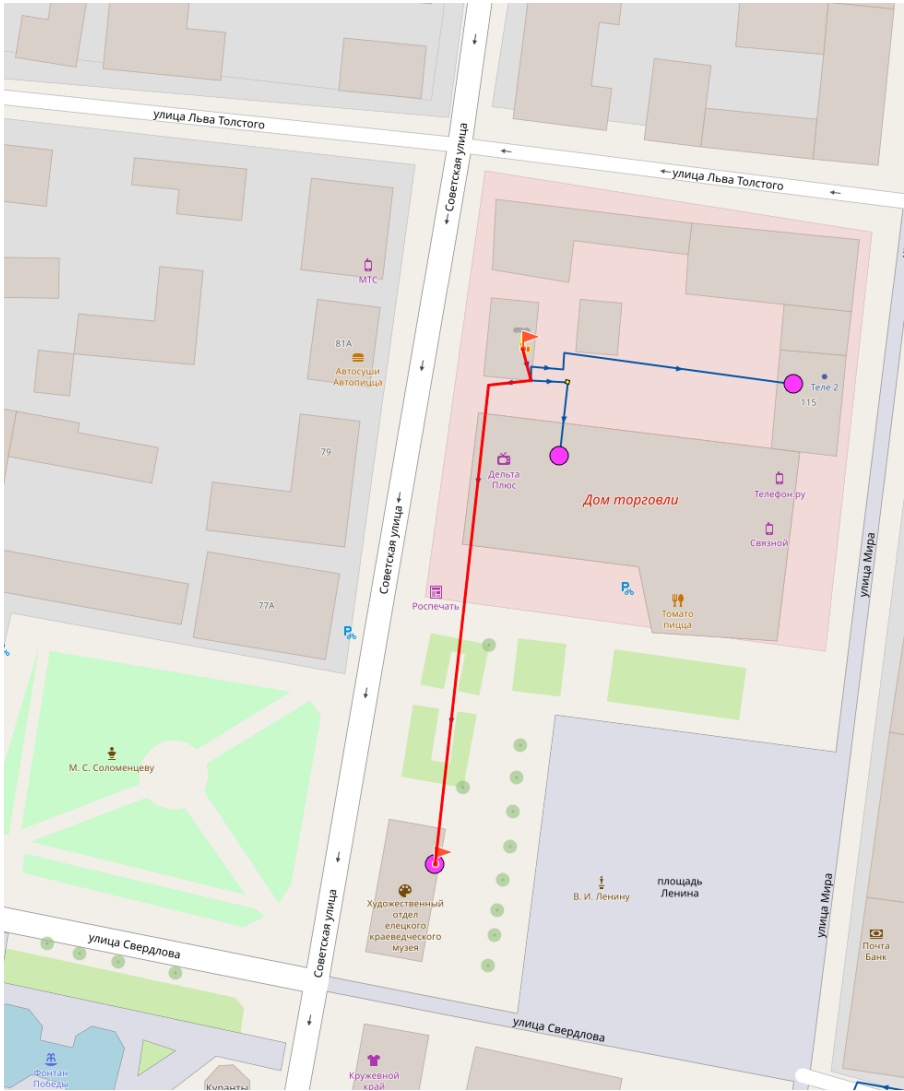 улица Льва Толстого
Советская улица
улица Льва Толстого
МТС
81А
Автосуши
Автопицца
Теле 2
115
79
Дельта
Плюс
Дом торговли
Телефон.ру
Связной
Советская улица
улица Мира
77А
Роспечать
Томато
пицца
М. С. Соломенцеву
В. И. Ленину
площадь
Ленина
Художественный
отдел
елецкого
краеведческого
музея
улица Мира
Почта
Банк
улица Свердлова
Советская улица
улица Свердлова
Фонтан
Победы
Кружевной
край
Куранты